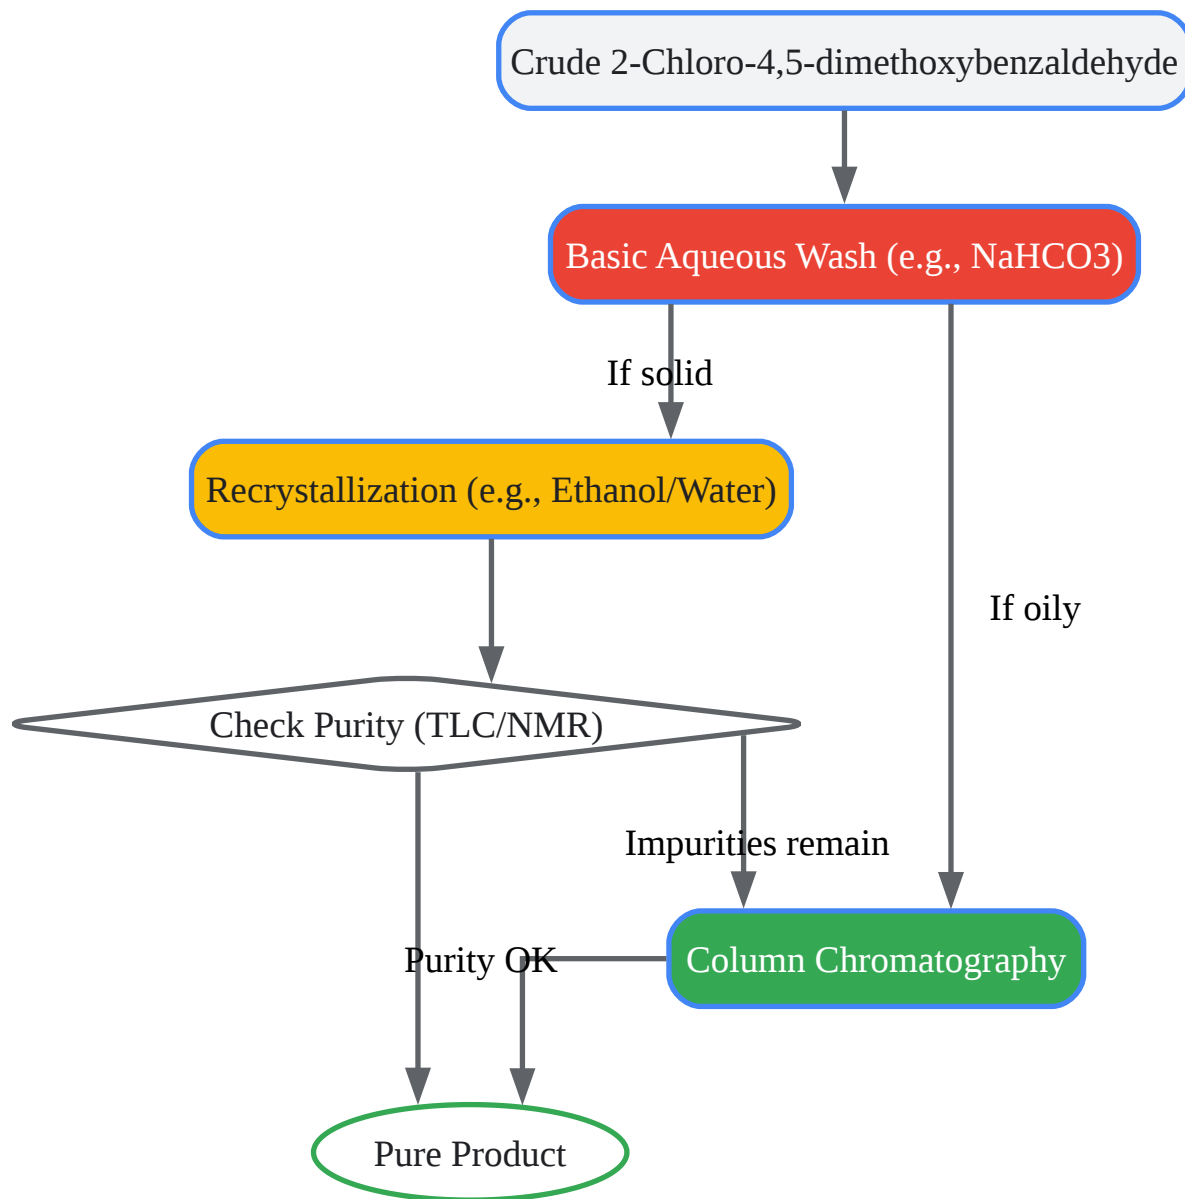 Crude 2-Chloro-4,5-dimethoxybenzaldehyde
Basic Aqueous Wash (e.g., NaHCO3)
If solid
Recrystallization (e.g., Ethanol/Water)
If oily
Check Purity (TLC/NMR)
Impurities remain
Purity OK
Column Chromatography
Pure Product